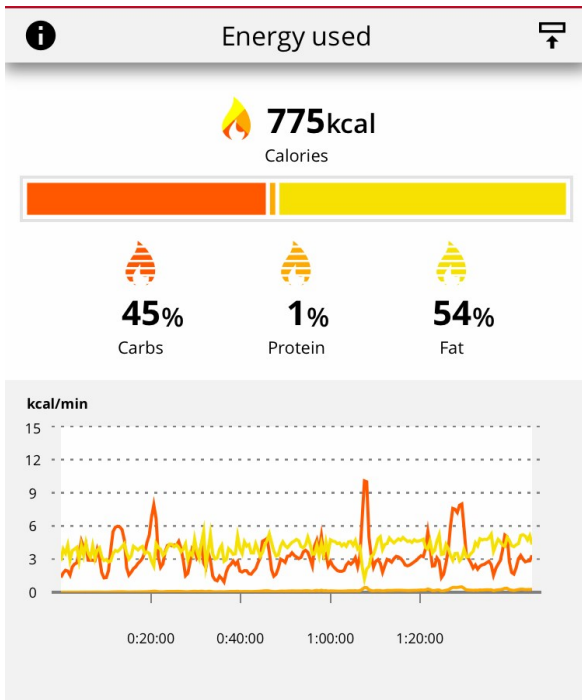 Energy used
775kcal
Calories
45% 1% 54%
Carbs Protein Fat
kcal/min
15
12
9
6
3
0
0:20:00 0:40:00 1:00:00 1:20:00